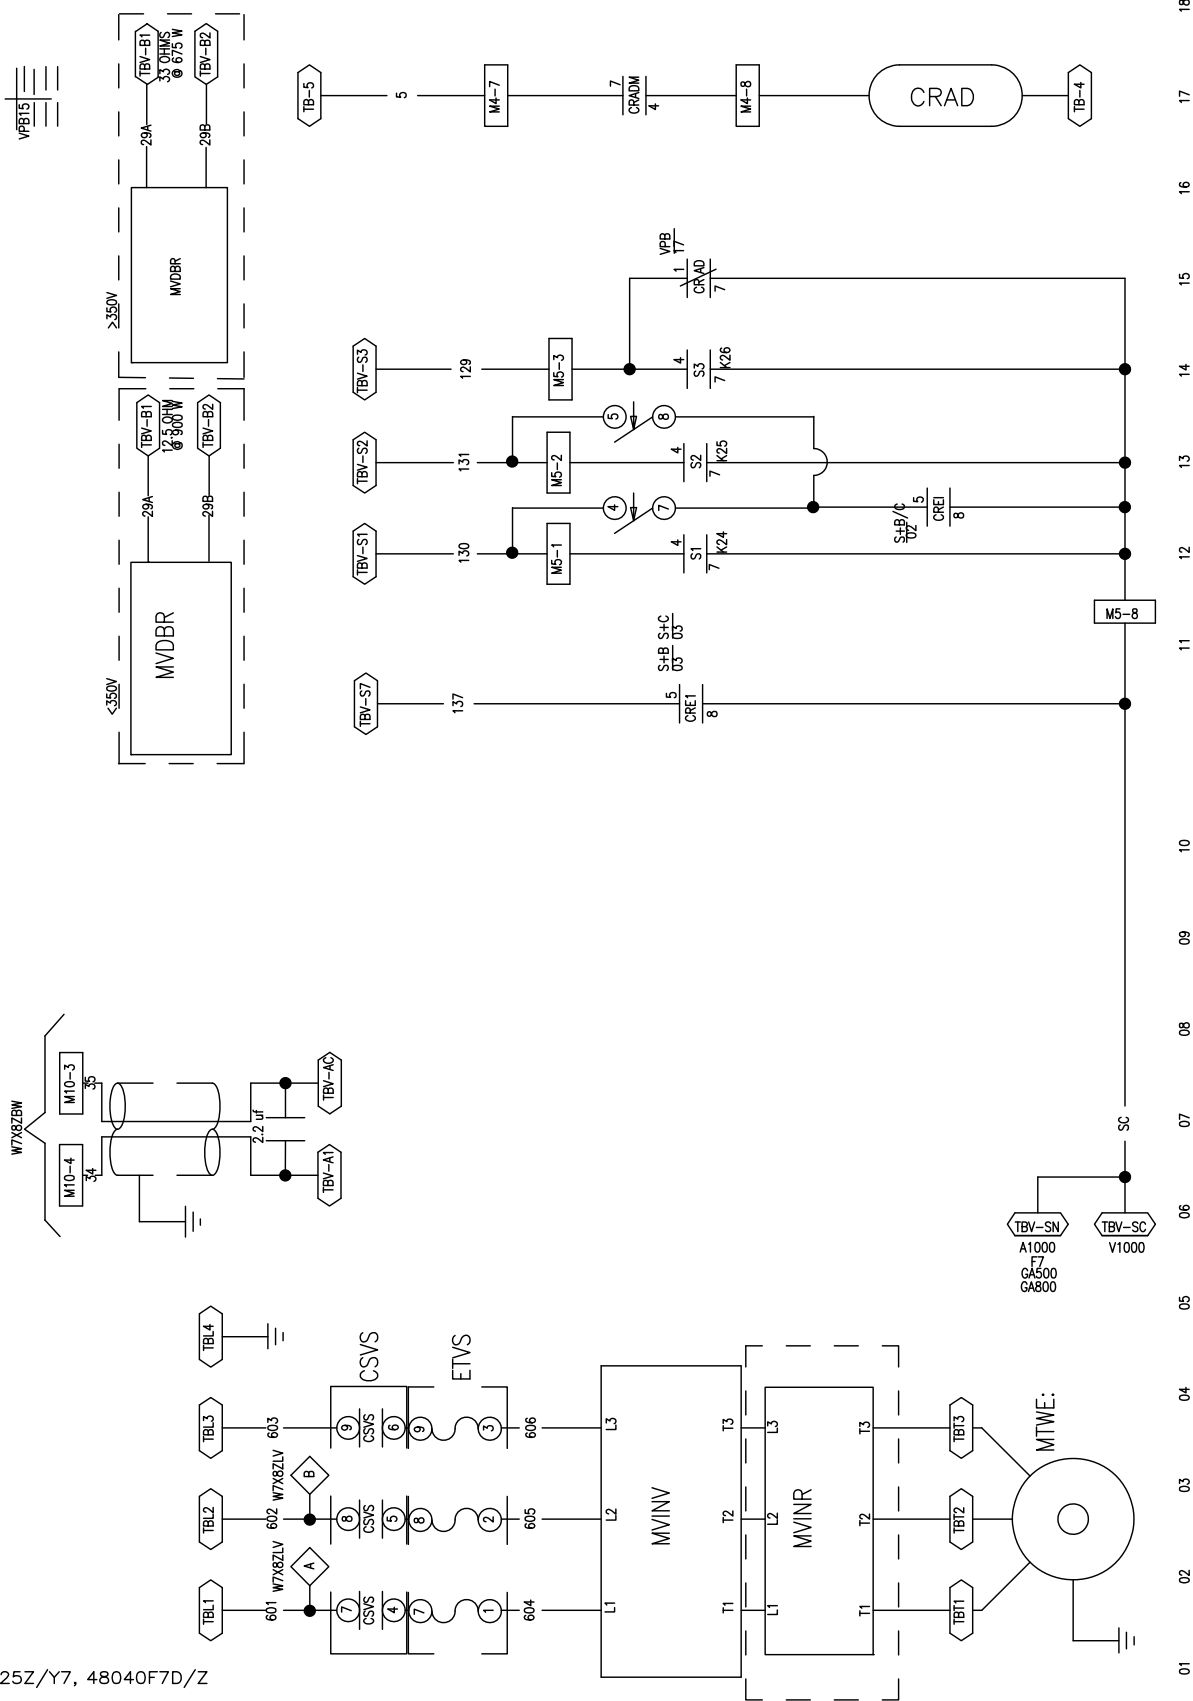 18
17
16
15
14
13
12
11
10
09
08
07
06
05
04
03
02
01
VPB15
TBV-B1
33 OHMS
@ 675 W
TBV-B2
29A
29B
MVDBR
>350V
TBV-B1
12.5 OHM
@ 900 W
TBV-B2
29A
29B
MVDBR
<350V
TB-5
5
M4-7
7
CRADM
4
M4-8
CRAD
TB-4
VPB
17
1
CRAD
7
TBV-S3
129
M5-3
4
S3
7
K26
5
8
TBV-S2
131
M5-2
4
S2
7
K25
4
7
S+B/C
02
5
CREI
8
TBV-S1
130
M5-1
4
S1
7
K24
M5-8
S+B
03
S+C
03
TBV-S7
137
5
CRE1
8
W7X8ZBW
M10-3
35
M10-4
34
2.2 uf
TBV-AC
TBV-A1
SC
TBV-SN
A1000
F7
GA500
GA800
TBV-SC
V1000
TBL4
CSVS
ETVS
TBL3
603
9
CSVS
6
9
3
606
L3
T3
L3
T3
TBT3
MTWE:
W7X8ZLV
B
TBL2
602
8
CSVS
5
8
2
605
L2
MVINV
T2
L2
MVINR
T2
TBT2
W7X8ZLV
A
TBL1
601
7
CSVS
4
7
1
604
L1
T1
L1
T1
TBT1
25Z/Y7, 48040F7D/Z